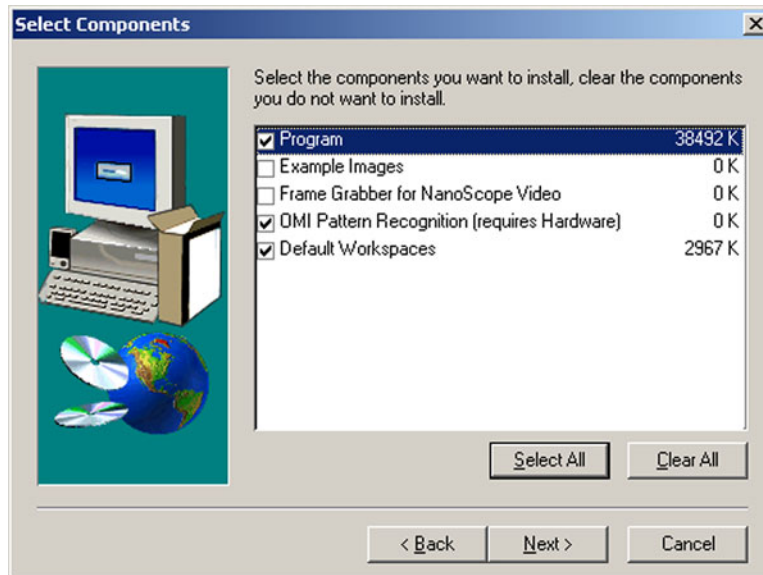 Select Components
Select the components you want to install, clear the components
you do not want to install.
Program 38492 K
Example Images 0 K
Frame Grabber for NanoScope Video 0 K
OMI Pattern Recognition (requires Hardware) 0 K
Default Workspaces 2967 K
Select All Clear All
< Back Next > Cancel